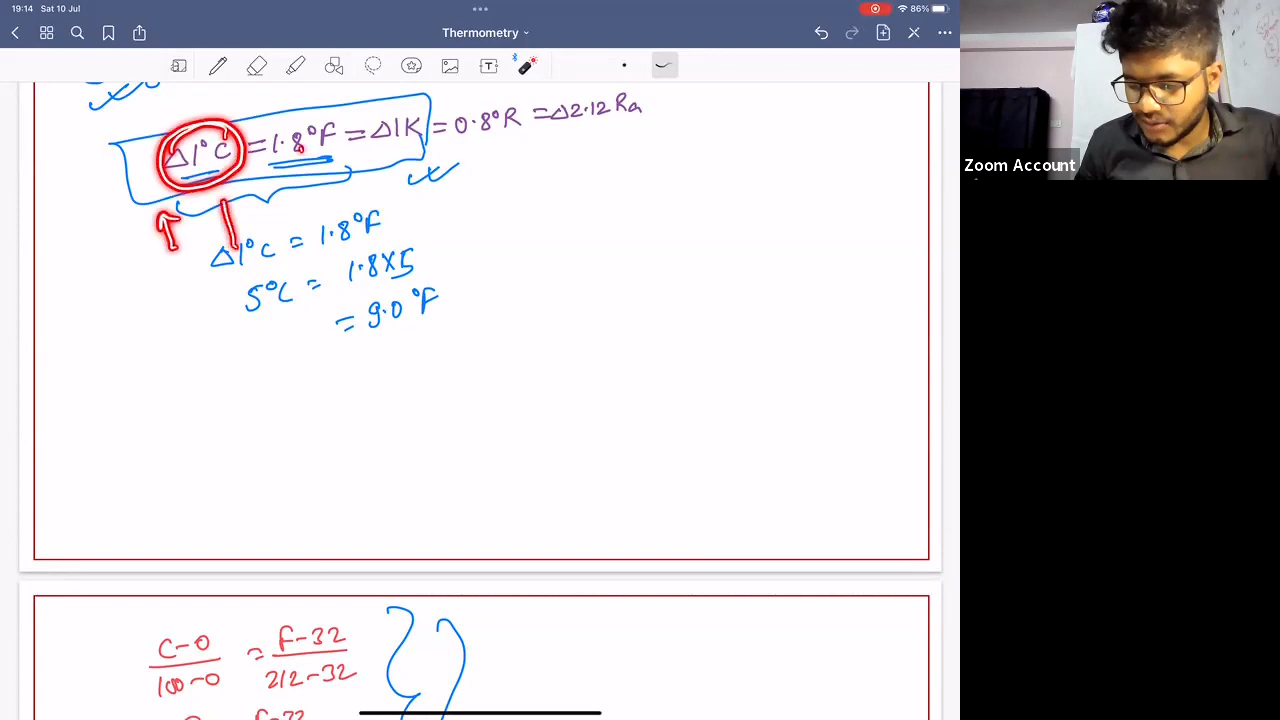 19:14 Sat 10 Jul
86%
Thermometry
T
Δ1°C = 1.8°F = Δ1K = 0.8°R = Δ2.12 Ra
Δ1°C = 1.8°F
5°C = 1.8×5
= 9.0°F
Zoom Account
C-0 = F-32
100-0 212-32
F-32